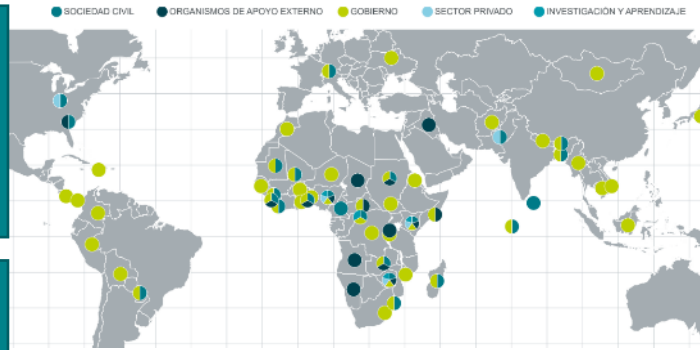 SOCIEDAD CIVIL ORGANISMOS DE APOYO EXTERNO GOBIERNO SECTOR PRIVADO INVESTIGACIÓN Y APRENDIZAJE